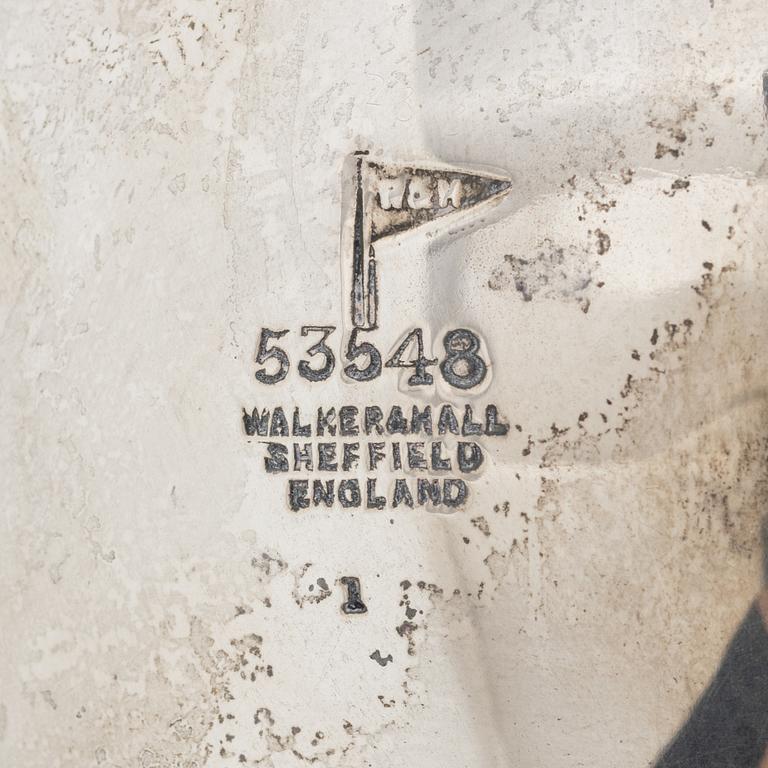 W&H
53548
WALKER&HALL
SHEFFIELD
ENGLAND
1